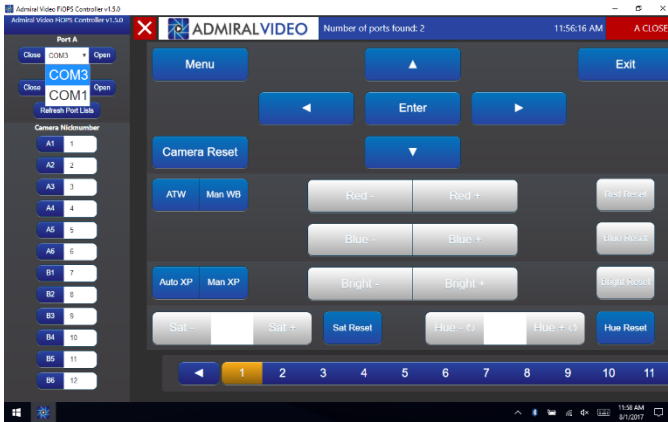 Admiral Video FiOPS Controller v1.5.0
Admiral Video FiOPS Controller v1.5.0
ADMIRALVIDEO
Number of ports found: 2
11:56:16 AM
A CLOSE
Port A
Close COM3 Open
COM3
COM1
Close Open
Refresh Port Lists
Camera Nicknumber
A1 1
A2 2
A3 3
A4 4
A5 5
A6 6
B1 7
B2 8
B3 9
B4 10
B5 11
B6 12
Menu
Exit
Enter
Camera Reset
ATW Man WB Red - Red + Red Reset
Blue - Blue + Blue Reset
Auto XP Man XP Bright - Bright + Bright Reset
Sat - Sat + Sat Reset Hue - Hue + Hue Reset
1 2 3 4 5 6 7 8 9 10 11
11:58 AM
8/1/2017